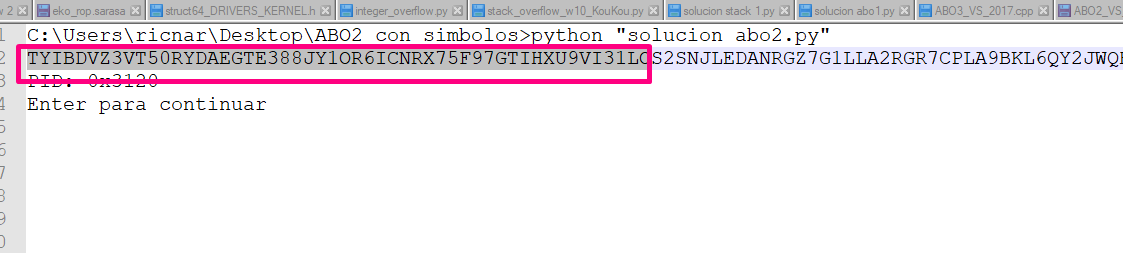 2 eko_rop.sarasa struct64_DRIVERS_KERNEL.h integer_overflow.py stack_overflow_w10_KouKou.py solucion stack 1.py solucion abo1.py ABO3_VS_2017.cpp ABO2_VS
1 C:\Users\ricnar\Desktop\ABO2 con simbolos>python "solucion abo2.py"
2 TYIBDVZ3VT50RYDAEGTE388JY1OR6ICNRX75F97GTIHXU9VI31LCS2SNJLEDANRGZ7G1LLA2RGR7CPLA9BKL6QY2JWQ
3 PID: 0x3120
4 Enter para continuar
5
6
7
8
9
0